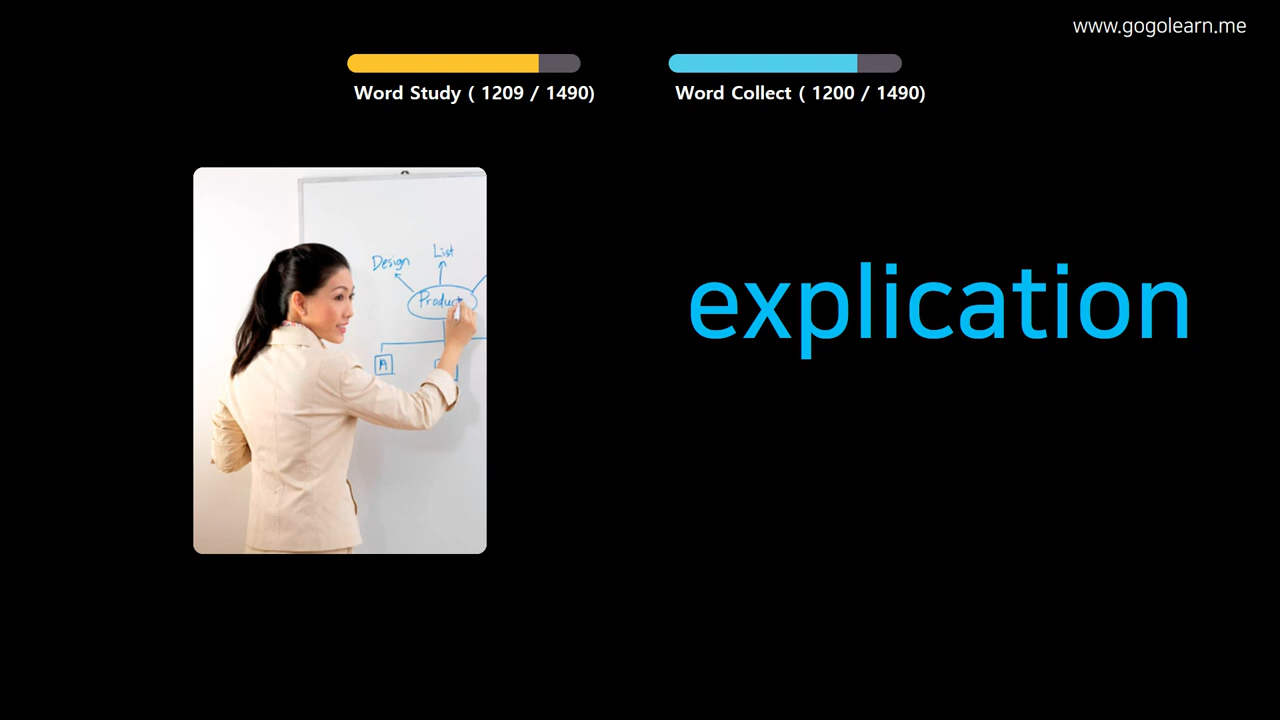 www.gogolearn.me
Word Study ( 1209 / 1490)
Word Collect ( 1200 / 1490)
explication
Design
List
Product
A